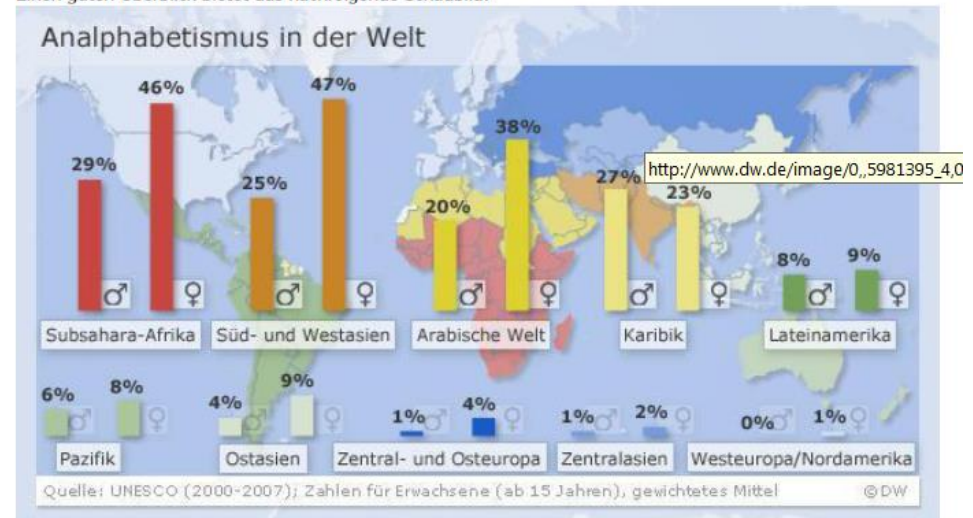 Analphabetismus in der Welt
46% 47%
38%
29% 25% 27% http://www.dw.de/image/0,,5981395_4,0
20% 23%
8% 9%
♂ ♀ ♂ ♀ ♂ ♀ ♂ ♀ ♂ ♀
Subsahara-Afrika Süd- und Westasien Arabische Welt Karibik Lateinamerika
6% 8% 4% 9% 1% 4% 1% 2% 0% 1%
♂ ♀ ♂ ♀ ♂ ♀ ♂ ♀ ♂ ♀
Pazifik Ostasien Zentral- und Osteuropa Zentralasien Westeuropa/Nordamerika
Quelle: UNESCO (2000-2007); Zahlen für Erwachsene (ab 15 Jahren), gewichtetes Mittel ©DW